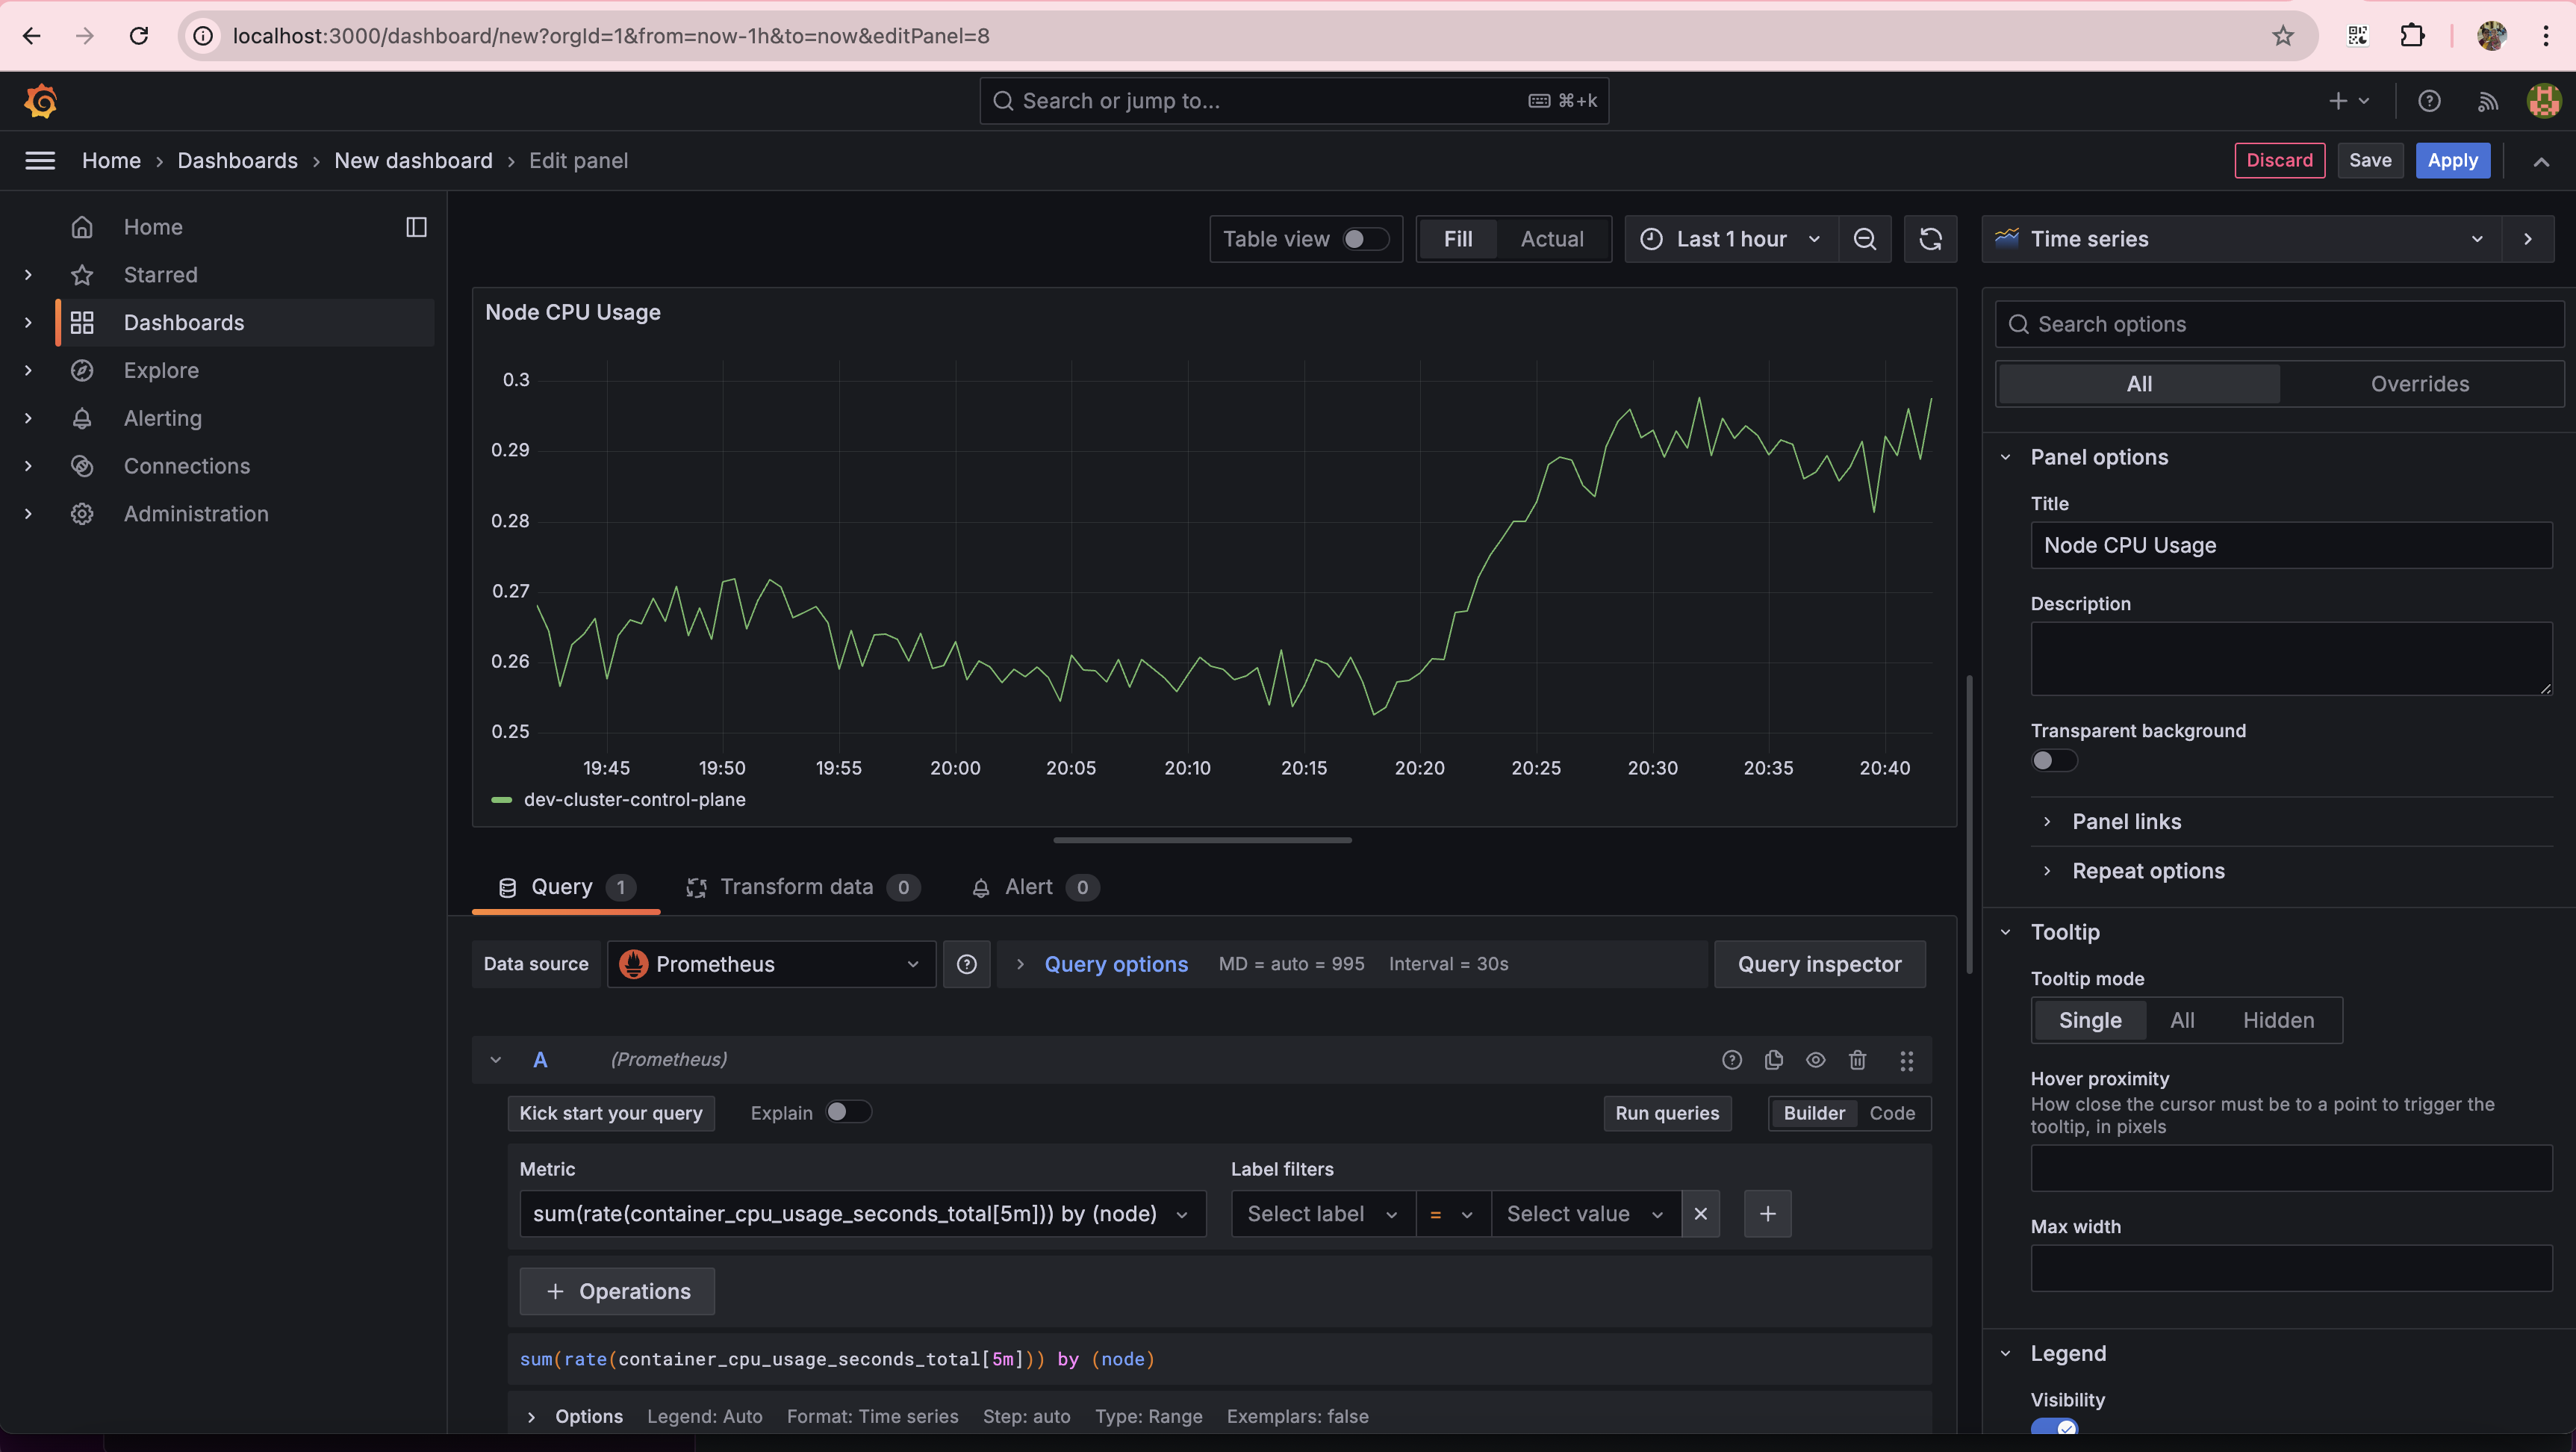 localhost:3000/dashboard/new?orgId=1&from=now-1h&to=now&editPanel=8
Search or jump to...
⌘+k
Home › Dashboards › New dashboard › Edit panel
Discard
Save
Apply
Home
Starred
Dashboards
Explore
Alerting
Connections
Administration
Table view
Fill
Actual
Last 1 hour
Node CPU Usage
0.3
0.29
0.28
0.27
0.26
0.25
19:45
19:50
19:55
20:00
20:05
20:10
20:15
20:20
20:25
20:30
20:35
20:40
dev-cluster-control-plane
Query 1
Transform data 0
Alert 0
Data source
Prometheus
Query options
MD = auto = 995
Interval = 30s
Query inspector
A
(Prometheus)
Kick start your query
Explain
Run queries
Builder
Code
Metric
Label filters
sum(rate(container_cpu_usage_seconds_total[5m])) by (node)
Select label
=
Select value
+ Operations
sum(rate(container_cpu_usage_seconds_total[5m])) by (node)
Options
Legend: Auto
Format: Time series
Step: auto
Type: Range
Exemplars: false
Time series
Search options
All
Overrides
Panel options
Title
Node CPU Usage
Description
Transparent background
Panel links
Repeat options
Tooltip
Tooltip mode
Single
All
Hidden
Hover proximity
How close the cursor must be to a point to trigger the
tooltip, in pixels
Max width
Legend
Visibility